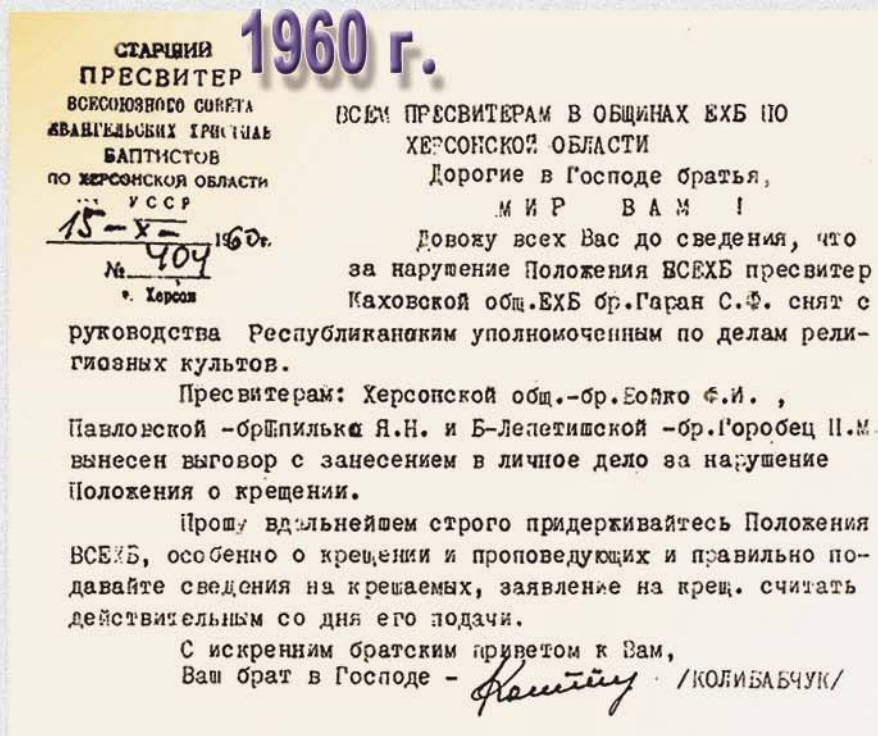 1960 г.
СТАРШИЙ
ПРЕСВИТЕР
ВСЕСОЮЗНОГО СОВЕТА
ЕВАНГЕЛЬСКИХ ХРИСТИАН
БАПТИСТОВ
ПО ХЕРСОНСКОЙ ОБЛАСТИ
УССР
15-XI-1960г.
№ 404
г. Херсон
ВСЕМ ПРЕСВИТЕРАМ В ОБЩИНАХ ЕХБ ПО
ХЕРСОНСКОЙ ОБЛАСТИ
Дорогие в Господе братья,
МИР ВАМ !
Довожу всех Вас до сведения, что
за нарушение Положения ВСЕХБ пресвитер
Каховской общ.ЕХБ бр.Гаран С.Ф. снят с
руководства Республиканским уполномоченным по делам рели-
гиозных культов.
Пресвитерам: Херсонской общ.-бр.Бойко Ф.И. ,
Павловской -бр.Шпилька Я.Н. и Б-Лепетишской -бр.Горобец П.М
вынесен выговор с занесением в личное дело за нарушение
Положения о крещении.
Прошу вдальнейшем строго придерживайтесь Положения
ВСЕХБ, особенно о крещении и проповедующих и правильно по-
давайте сведения на крещаемых, заявление на крещ. считать
действительным со дня его подачи.
С искренним братским приветом к Вам,
Ваш брат в Господе - /КОЛИБАБЧУК/